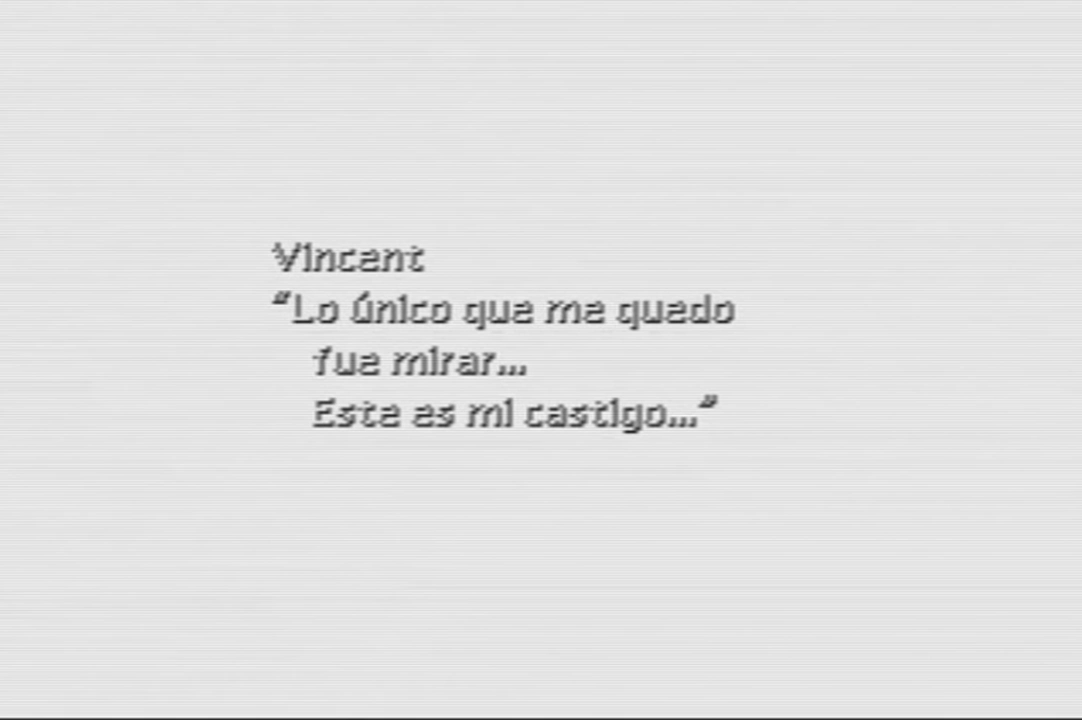 Vincent
“Lo único que me quedo
fue mirar...
Este es mi castigo...”